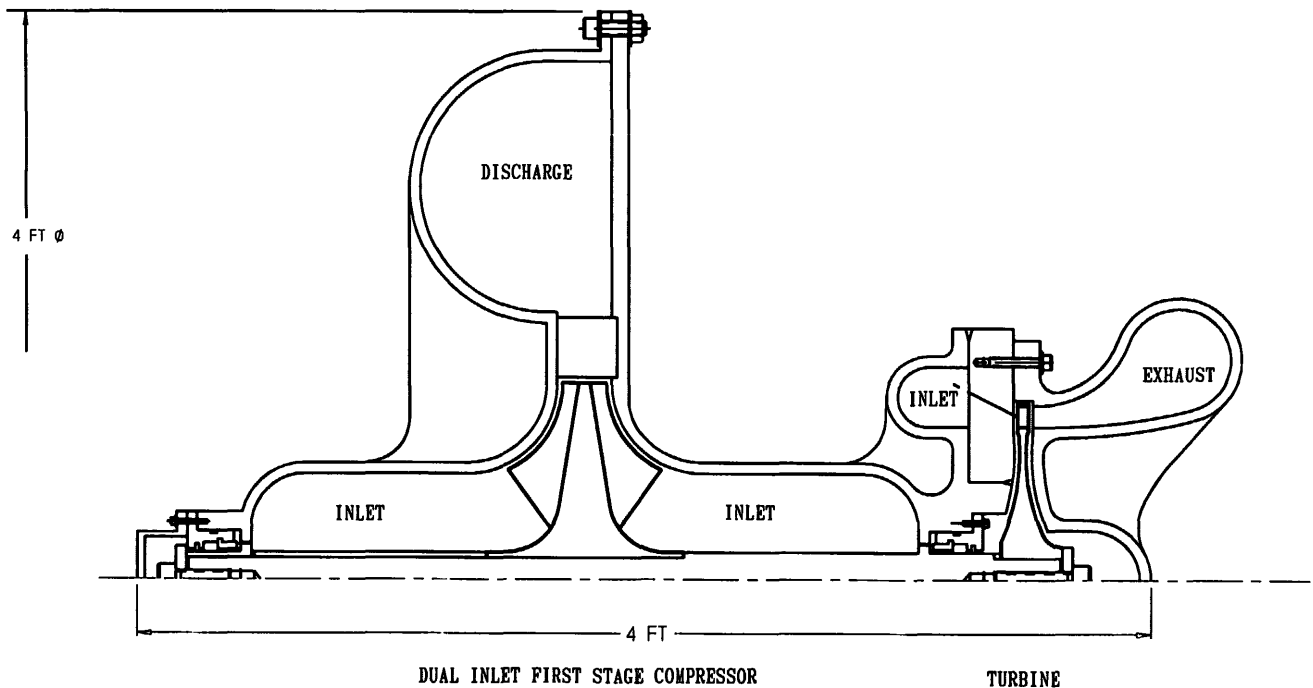 DISCHARGE
4 FT Ø
EXHAUST
INLET
INLET
INLET
4 FT
DUAL INLET FIRST STAGE COMPRESSOR
TURBINE